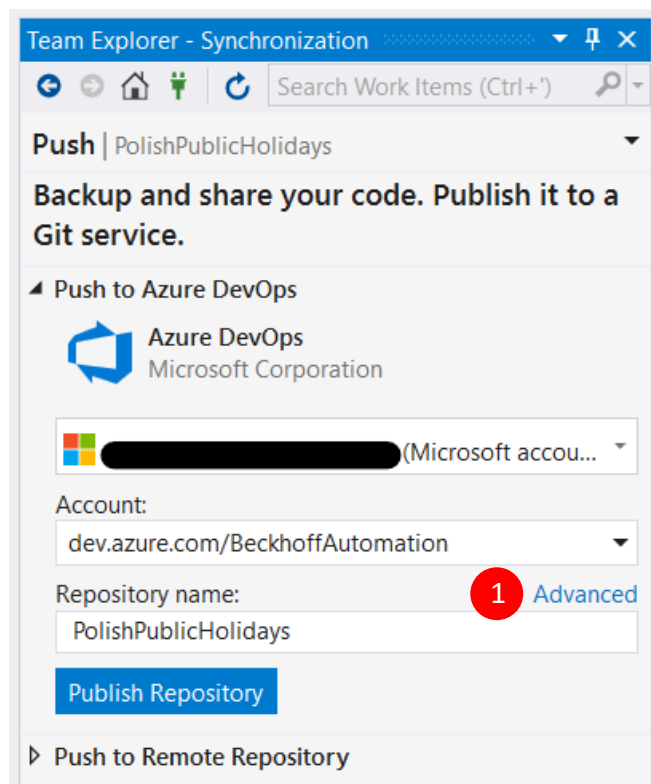 Team Explorer - Synchronization
Search Work Items (Ctrl+')
Push | PolishPublicHolidays
Backup and share your code. Publish it to a
Git service.
Push to Azure DevOps
Azure DevOps
Microsoft Corporation
(Microsoft accou...
Account:
dev.azure.com/BeckhoffAutomation
Repository name:
1 Advanced
PolishPublicHolidays
Publish Repository
Push to Remote Repository